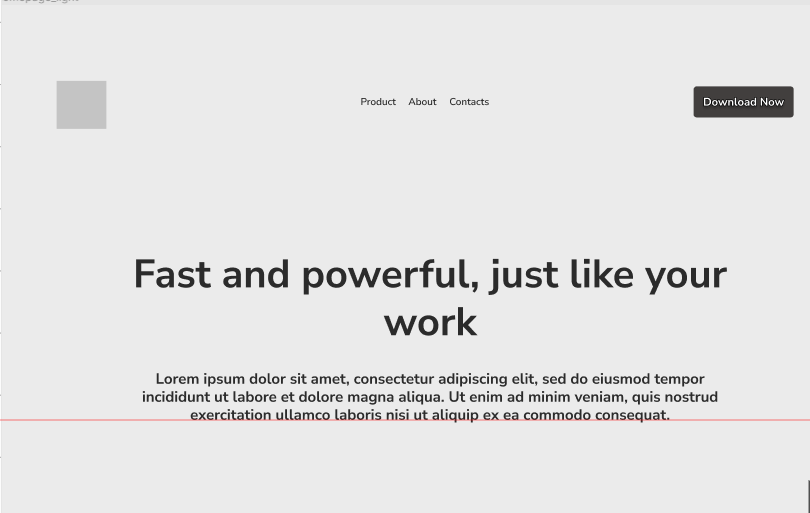 Product About Contacts
Download Now
Fast and powerful, just like your
work
Lorem ipsum dolor sit amet, consectetur adipiscing elit, sed do eiusmod tempor
incididunt ut labore et dolore magna aliqua. Ut enim ad minim veniam, quis nostrud
exercitation ullamco laboris nisi ut aliquip ex ea commodo consequat.